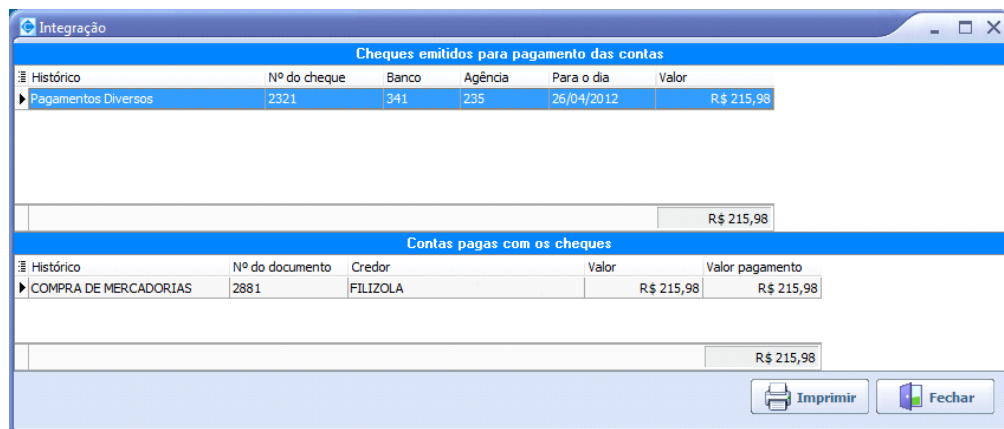 Integração
Cheques emitidos para pagamento das contas
Histórico Nº do cheque Banco Agência Para o dia Valor
Pagamentos Diversos 2321 341 235 26/04/2012 R$ 215,98
R$ 215,98
Contas pagas com os cheques
Histórico Nº do documento Credor Valor Valor pagamento
COMPRA DE MERCADORIAS 2881 FILIZOLA R$ 215,98 R$ 215,98
R$ 215,98
Imprimir Fechar